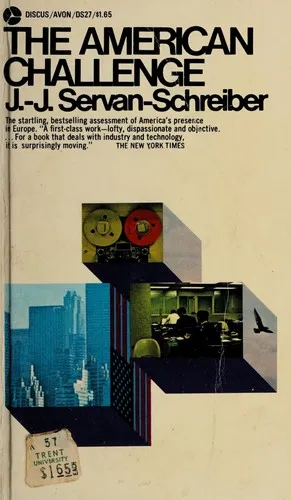 DISCUS/AVON/DS27/$1.65
THE AMERICAN
CHALLENGE
J.-J. Servan-Schreiber
The startling, bestselling assessment of America's presence
in Europe. "A first-class work—lofty, dispassionate and objective.
. . . For a book that deals with industry and technology,
it is surprisingly moving." THE NEW YORK TIMES
57
TRENT
UNIVERSITY
$1.65